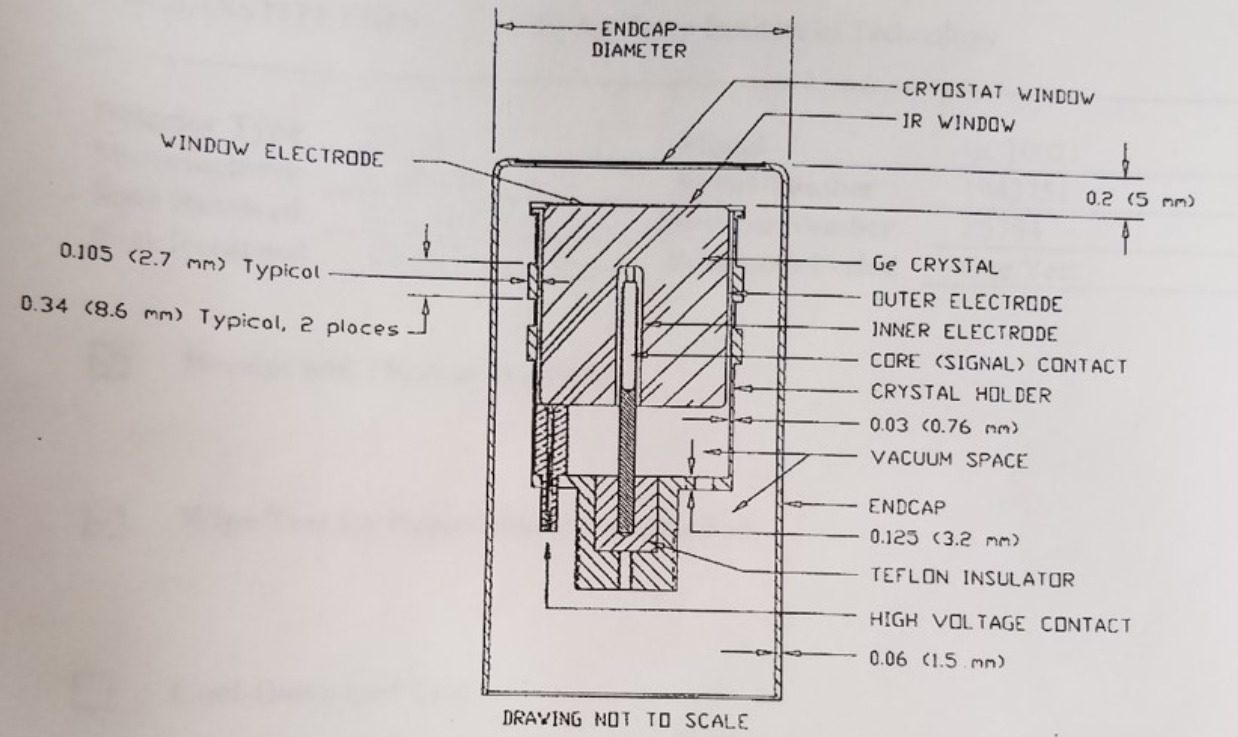 ENDCAP
DIAMETER
CRYOSTAT WINDOW
IR WINDOW
WINDOW ELECTRODE
0.2 (5 mm)
0.105 (2.7 mm) Typical
0.34 (8.6 mm) Typical, 2 places
Ge CRYSTAL
OUTER ELECTRODE
INNER ELECTRODE
CORE (SIGNAL) CONTACT
CRYSTAL HOLDER
0.03 (0.76 mm)
VACUUM SPACE
ENDCAP
0.125 (3.2 mm)
TEFLON INSULATOR
HIGH VOLTAGE CONTACT
0.06 (1.5 mm)
DRAWING NOT TO SCALE